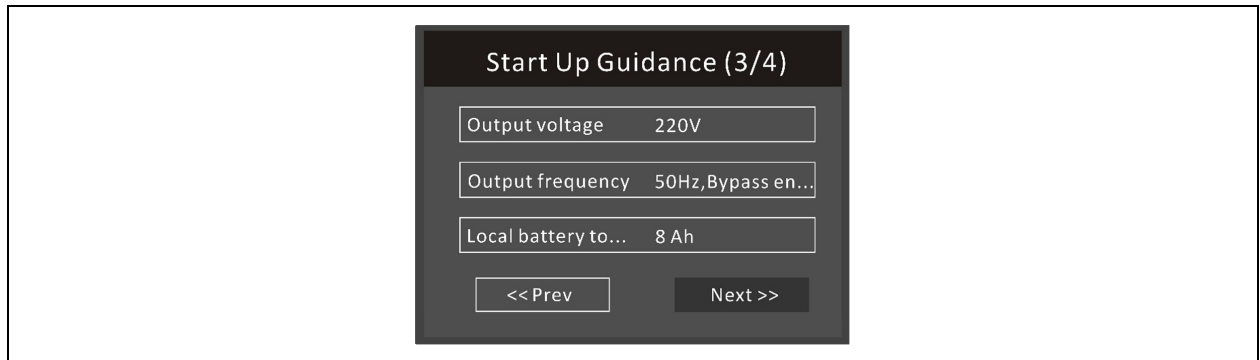 Start Up Guidance (3/4)
Output voltage 220V
Output frequency 50Hz,Bypass en...
Local battery to... 8 Ah
<< Prev Next >>